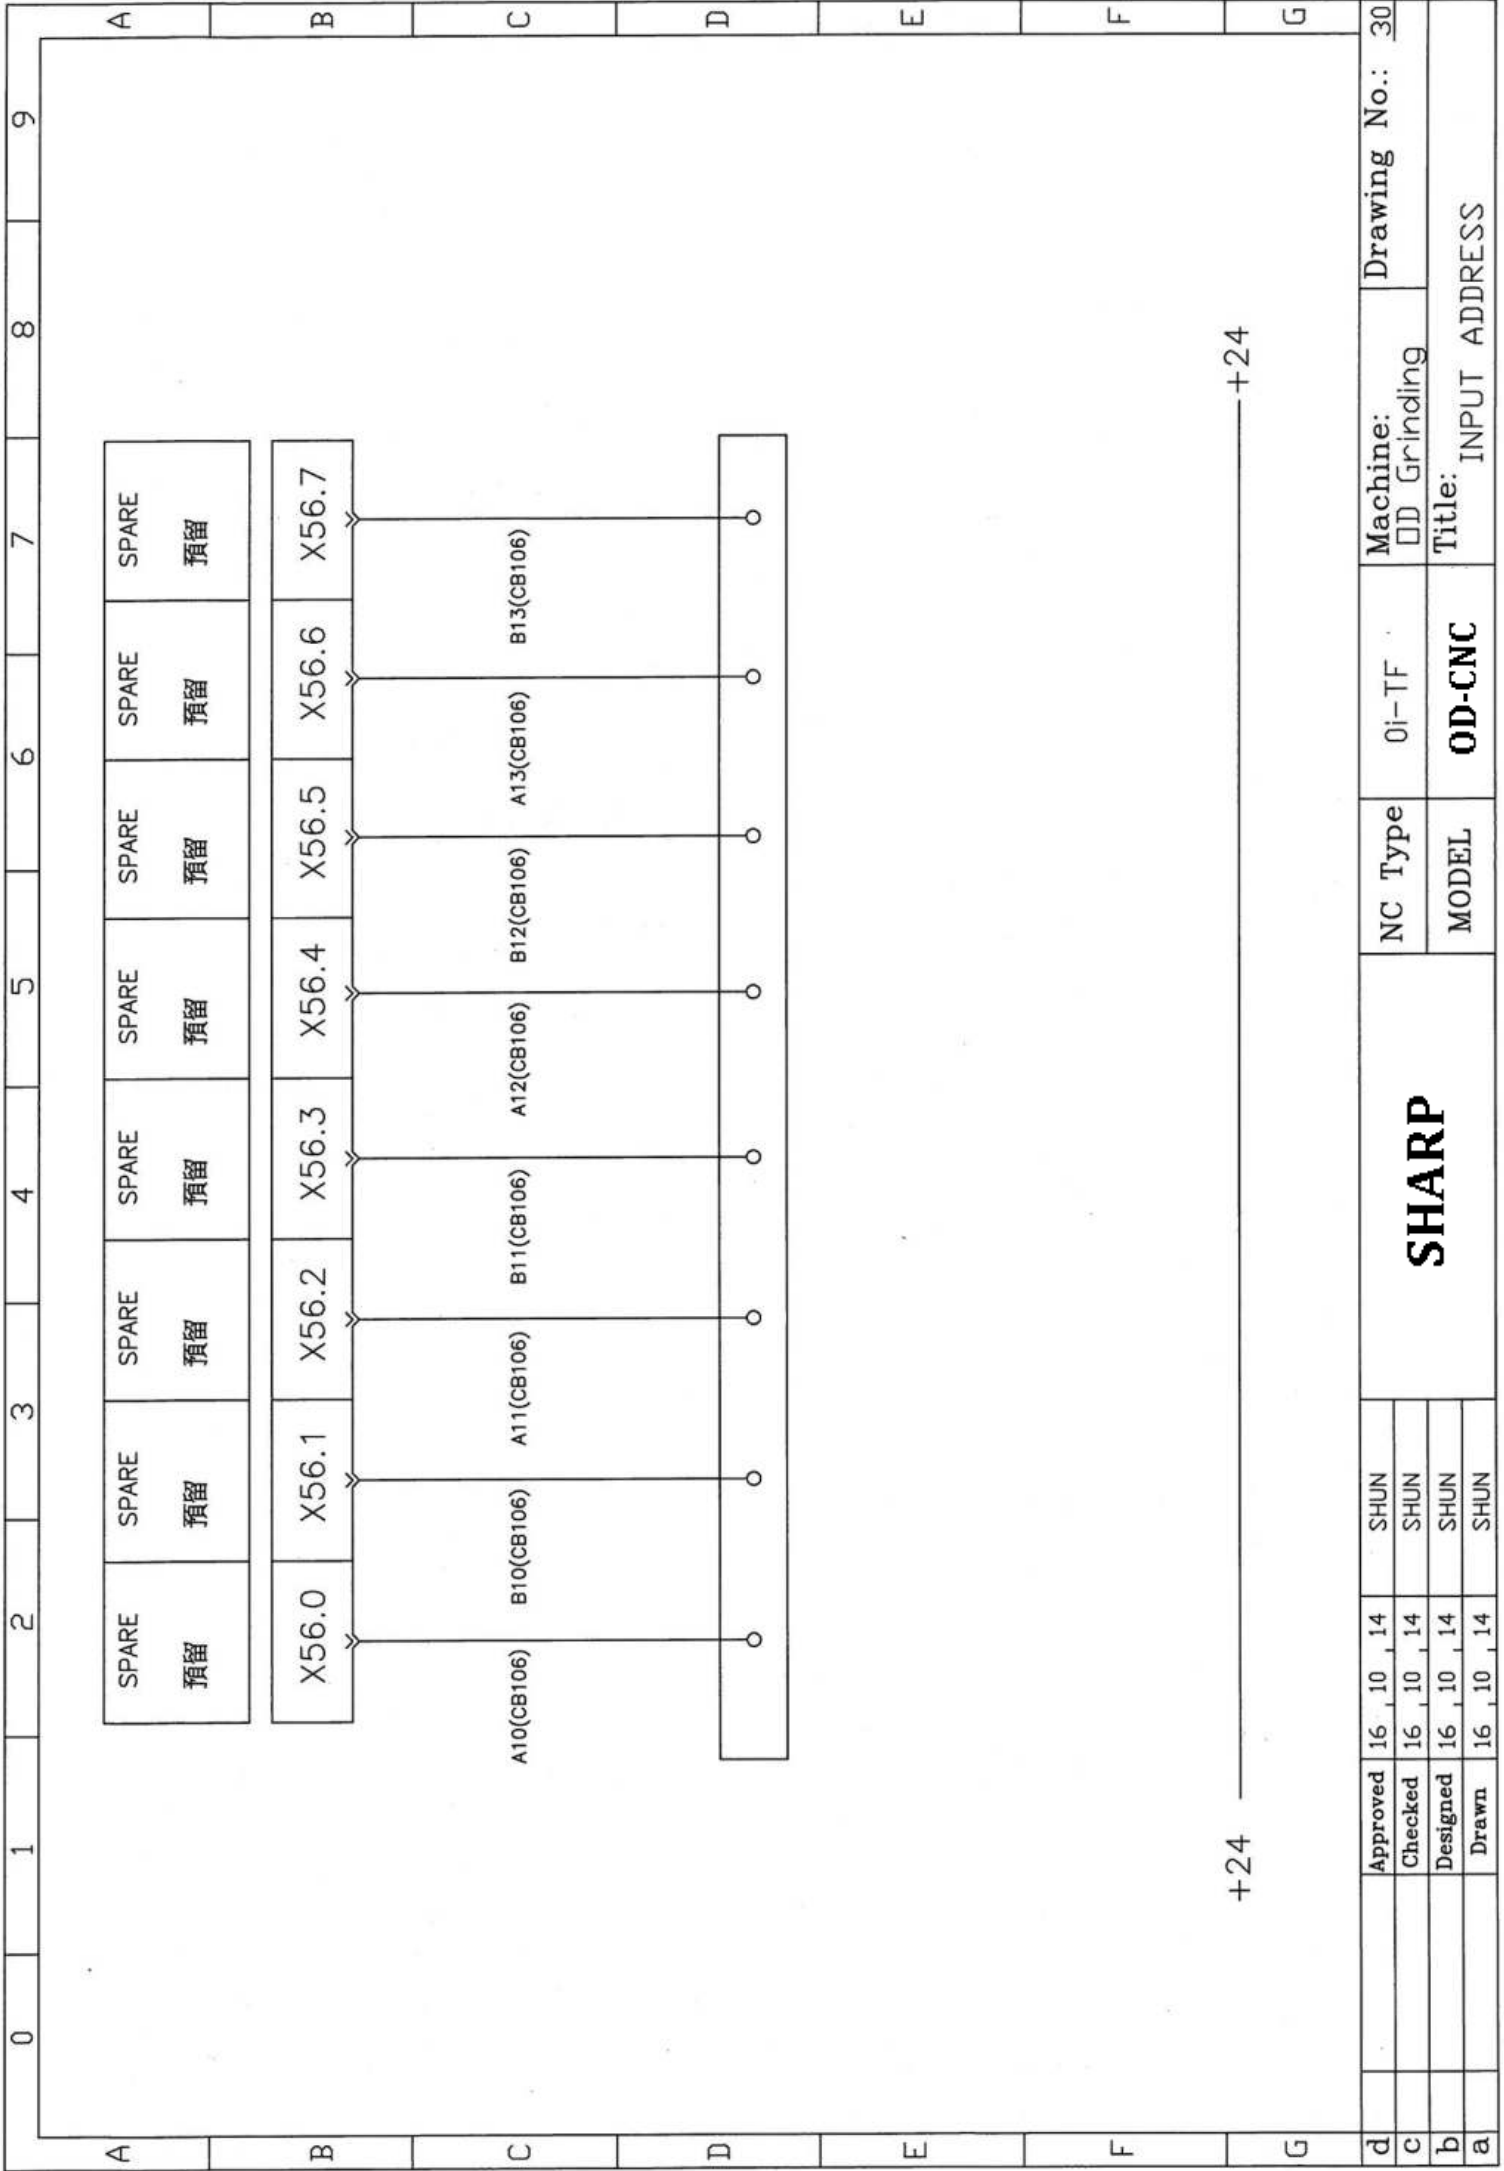 0 1 2 3 4 5 6 7 8 9
A A
SPARE SPARE SPARE SPARE SPARE SPARE SPARE SPARE
預留 預留 預留 預留 預留 預留 預留 預留
B B
X56.0 X56.1 X56.2 X56.3 X56.4 X56.5 X56.6 X56.7
C C
A10(CB106) B10(CB106) A11(CB106) B11(CB106) A12(CB106) B12(CB106) A13(CB106) B13(CB106)
D D
E E
F F
+24 +24
G G
d Approved 16 , 10 , 14 SHUN
c Checked 16 , 10 , 14 SHUN
b Designed 16 , 10 , 14 SHUN
a Drawn 16 , 10 , 14 SHUN
SHARP
NC Type 0i-TF
MODEL OD-CNC
Machine:
OD Grinding
Drawing No.: 30
Title:
INPUT ADDRESS